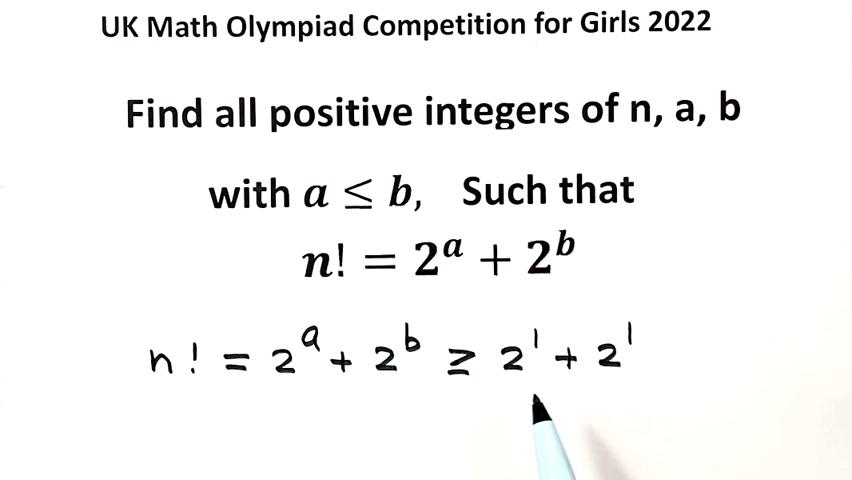 UK Math Olympiad Competition for Girls 2022
Find all positive integers of n, a, b
with a ≤ b, Such that
n! = 2^a + 2^b
n! = 2^a + 2^b ≥ 2^1 + 2^1